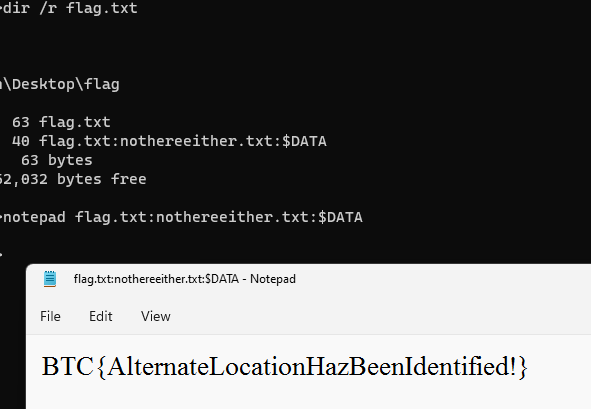 >dir /r flag.txt
\Desktop\flag
63 flag.txt
40 flag.txt:nothereeither.txt:$DATA
63 bytes
2,032 bytes free
>notepad flag.txt:nothereeither.txt:$DATA
flag.txt:nothereeither.txt:$DATA - Notepad
File Edit View
BTC{AlternateLocationHazBeenIdentified!}